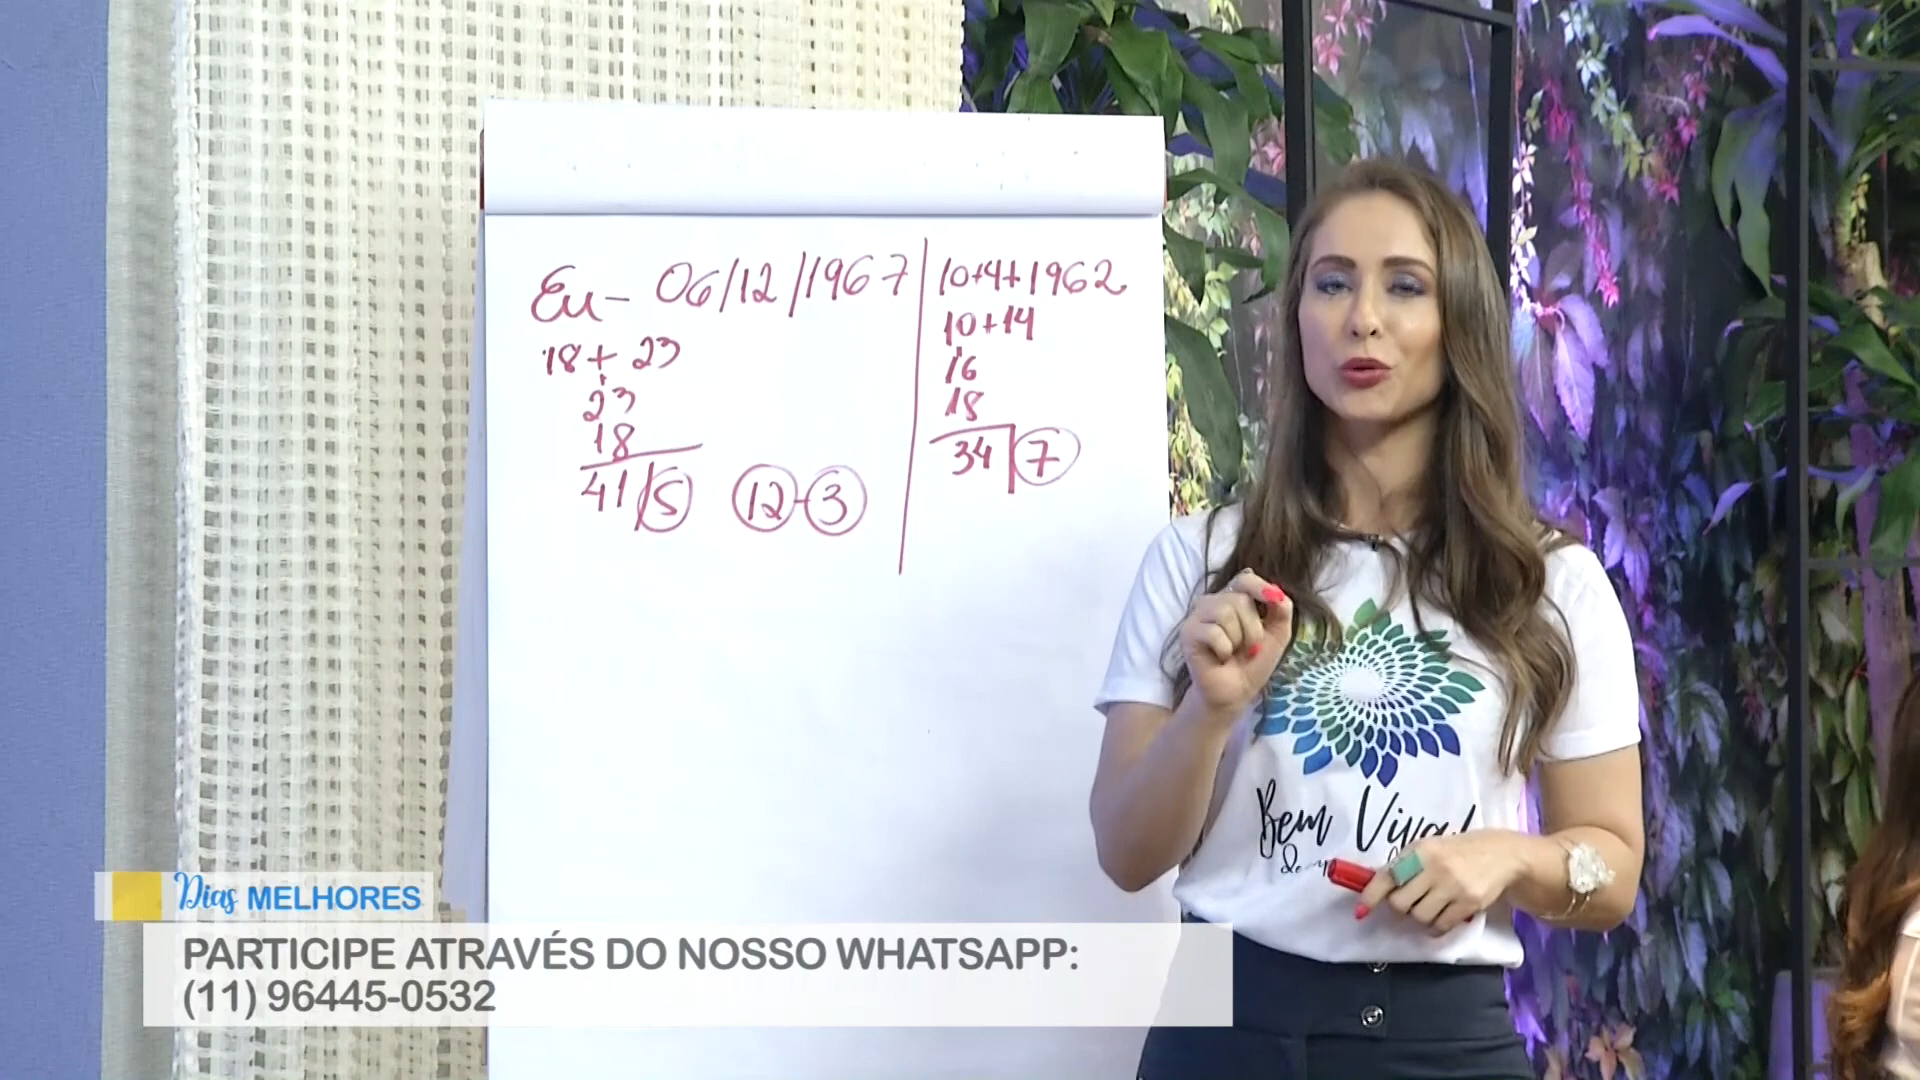 Eu - 06/12/1967
18 + 23
23
18
41/5 12-3
10+4+1962
10+14
16
18
34 7
Bem Viva!
Dias MELHORES
PARTICIPE ATRAVÉS DO NOSSO WHATSAPP:
(11) 96445-0532